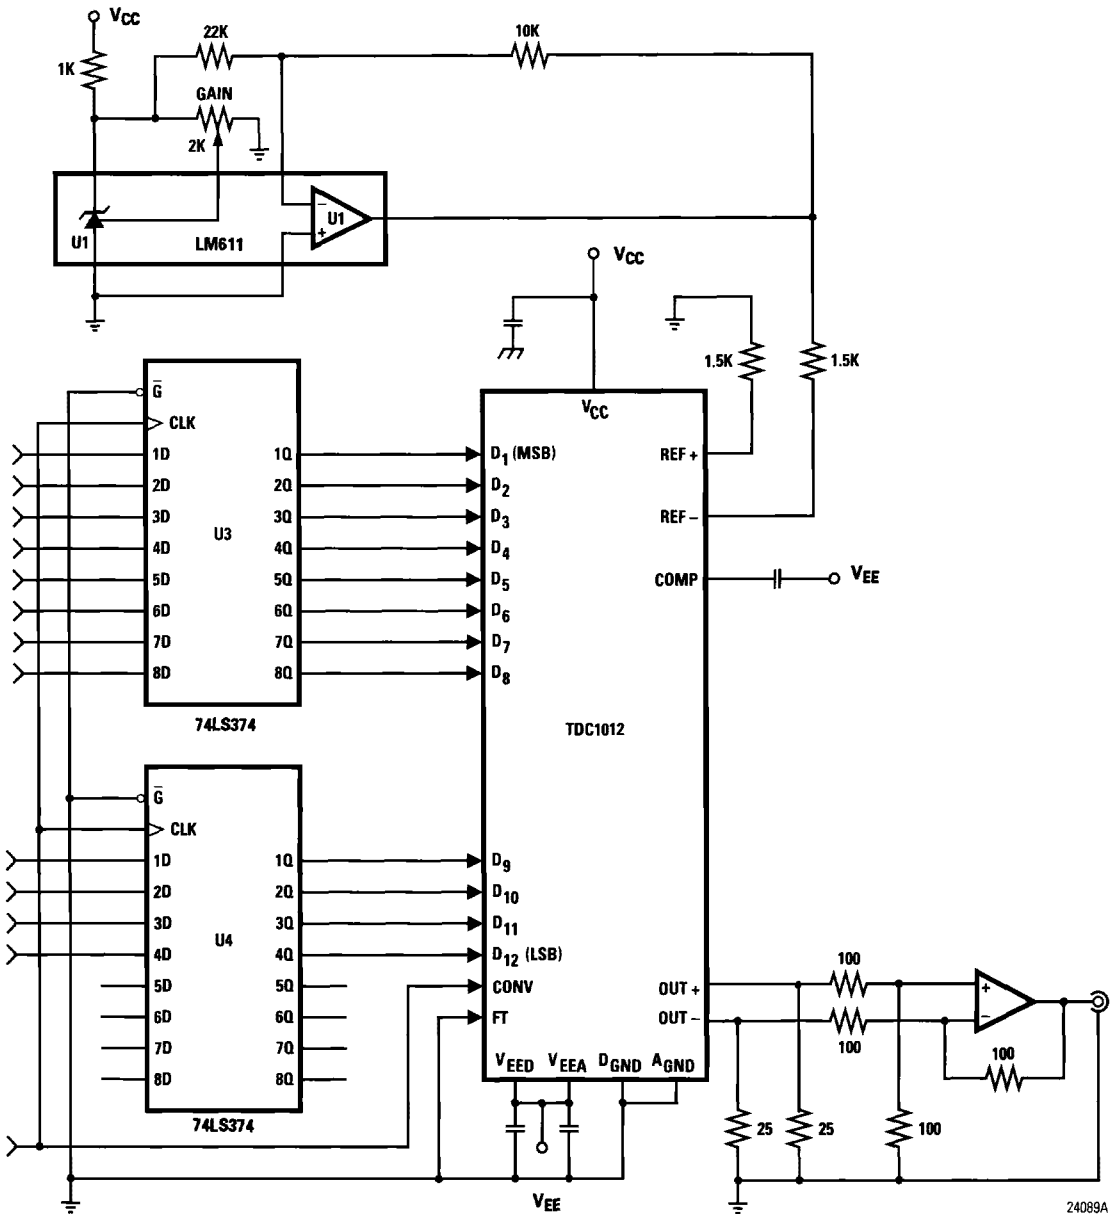 VCC
22K
10K
1K
GAIN
2K
U1
−
U1
+
LM611
VCC
1.5K
1.5K
G̅
CLK
1D
2D
3D
4D
5D
6D
7D
8D
1Q
2Q
3Q
4Q
5Q
6Q
7Q
8Q
U3
74LS374
VCC
D1 (MSB)
D2
D3
D4
D5
D6
D7
D8
REF +
REF −
COMP
VEE
TDC1012
G̅
CLK
1D
2D
3D
4D
5D
6D
7D
8D
1Q
2Q
3Q
4Q
5Q
6Q
7Q
8Q
U4
74LS374
D9
D10
D11
D12 (LSB)
CONV
FT
OUT +
OUT −
VEED VEEA DGND AGND
VEE
100
100
+
−
100
25
25
100
24089A